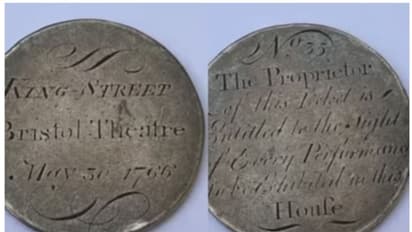 KING-STREET
Bristol Theatre
May 30 1766
No 35
The Proprietor
of this Ticket is
Entitled to the Sight
of Every Performance
to be Exhibited in this
Houſe